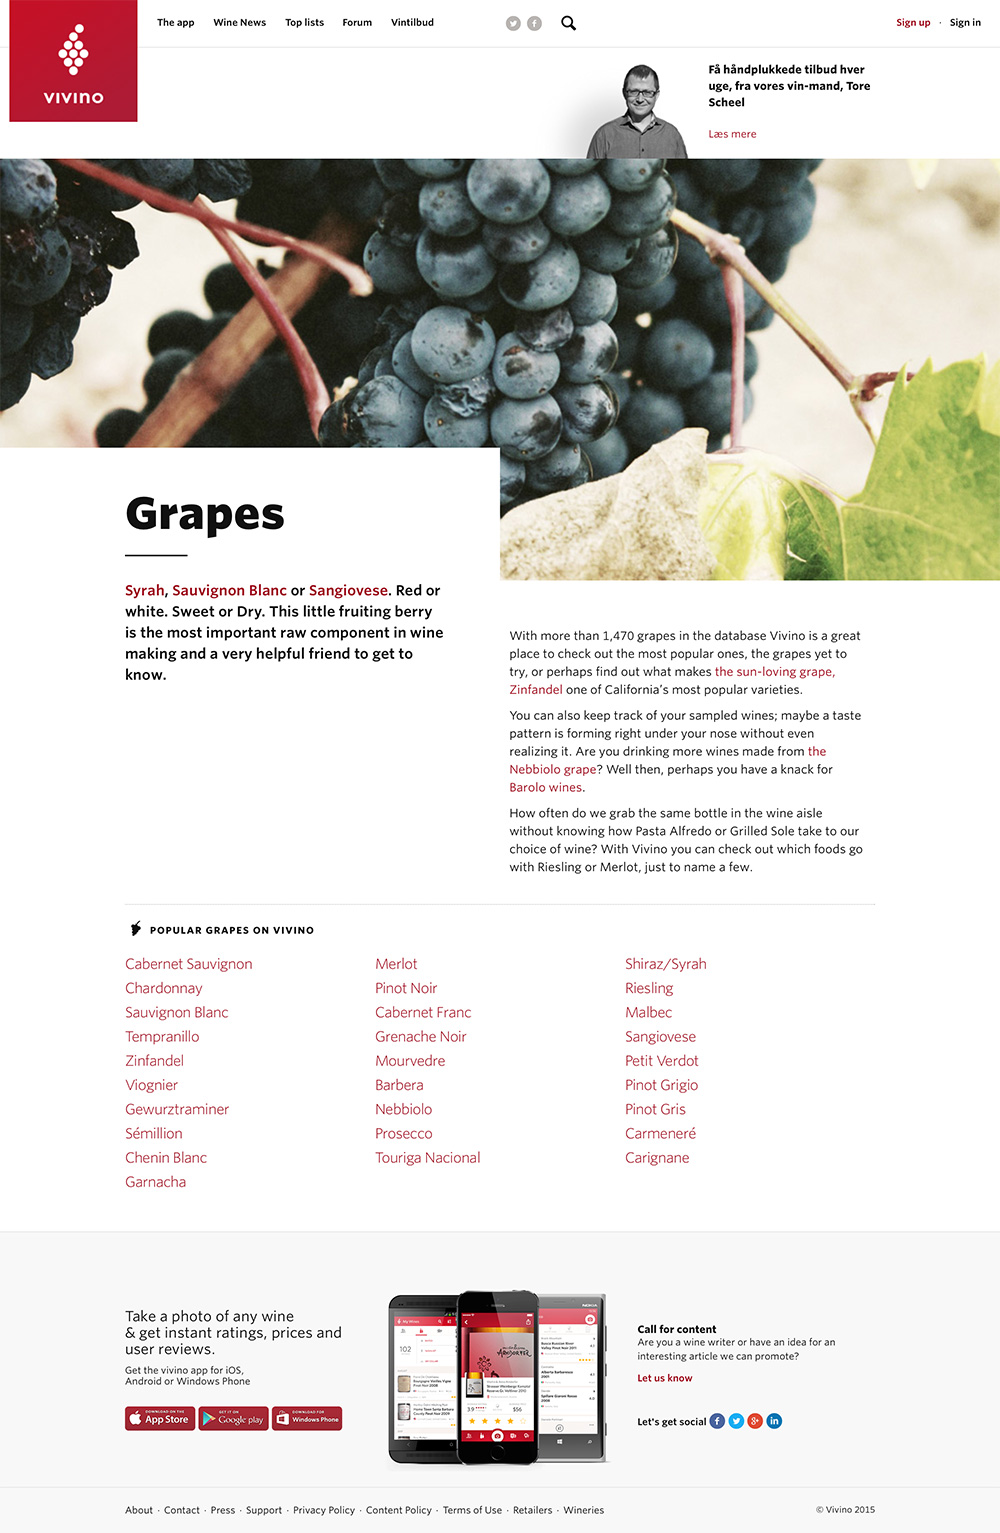 The app
Wine News
Top lists
Forum
Vintilbud
Sign up · Sign in
vivino
Få håndplukkede tilbud hver
uge, fra vores vin-mand, Tore
Scheel
Læs mere
Grapes
Syrah, Sauvignon Blanc or Sangiovese. Red or
white. Sweet or Dry. This little fruiting berry
is the most important raw component in wine
making and a very helpful friend to get to
know.
With more than 1,470 grapes in the database Vivino is a great
place to check out the most popular ones, the grapes yet to
try, or perhaps find out what makes the sun-loving grape,
Zinfandel one of California's most popular varieties.
You can also keep track of your sampled wines; maybe a taste
pattern is forming right under your nose without even
realizing it. Are you drinking more wines made from the
Nebbiolo grape? Well then, perhaps you have a knack for
Barolo wines.
How often do we grab the same bottle in the wine aisle
without knowing how Pasta Alfredo or Grilled Sole take to our
choice of wine? With Vivino you can check out which foods go
with Riesling or Merlot, just to name a few.
POPULAR GRAPES ON VIVINO
Cabernet Sauvignon
Chardonnay
Sauvignon Blanc
Tempranillo
Zinfandel
Viognier
Gewurztraminer
Sémillion
Chenin Blanc
Garnacha
Merlot
Pinot Noir
Cabernet Franc
Grenache Noir
Mourvedre
Barbera
Nebbiolo
Prosecco
Touriga Nacional
Shiraz/Syrah
Riesling
Malbec
Sangiovese
Petit Verdot
Pinot Grigio
Pinot Gris
Carmeneré
Carignane
Take a photo of any wine
& get instant ratings, prices and
user reviews.
Get the vivino app for iOS,
Android or Windows Phone
DOWNLOAD ON THE
App Store
GET IT ON
Google play
DOWNLOAD FOR
Windows Phone
My Wines
102
NOKIA
3.9
$56
Call for content
Are you a wine writer or have an idea for an
interesting article we can promote?
Let us know
Let's get social
About · Contact · Press · Support · Privacy Policy · Content Policy · Terms of Use · Retailers · Wineries
© Vivino 2015